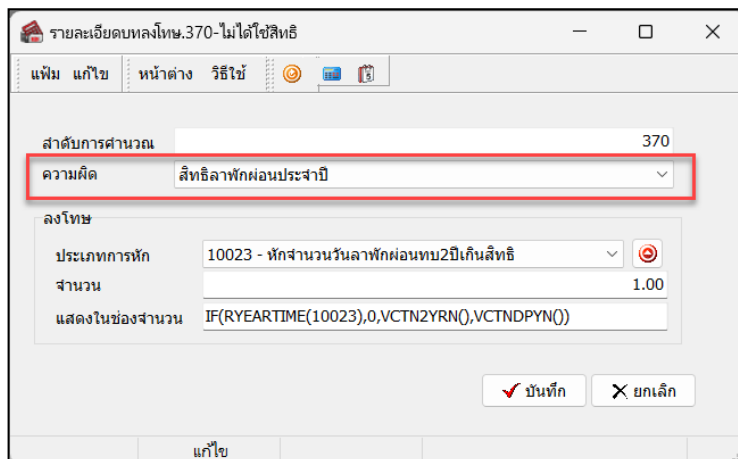 รายละเอียดบทลงโทษ.370-ไม่ได้ใช้สิทธิ
แฟ้ม แก้ไข หน้าต่าง วิธีใช้
ลำดับการคำนวณ 370
ความผิด สิทธิลาพักผ่อนประจำปี
ลงโทษ
ประเภทการหัก 10023 - หักจำนวนวันลาพักผ่อนทบ2ปีเกินสิทธิ
จำนวน 1.00
แสดงในช่องจำนวน IF(RYEARTIME(10023),0,VCTN2YRN(),VCTNDPYN())
บันทึก ยกเลิก
แก้ไข